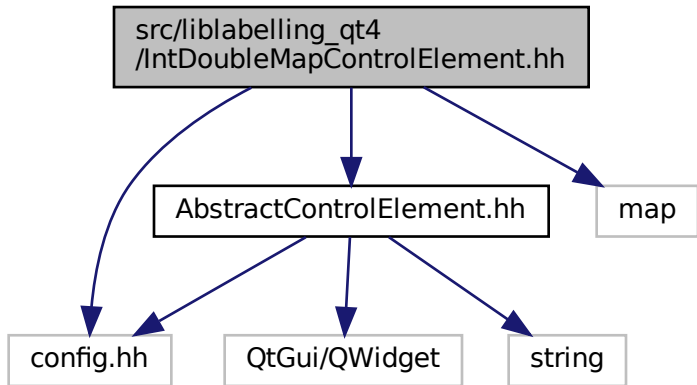 src/liblabelling_qt4
/IntDoubleMapControlElement.hh
AbstractControlElement.hh
map
config.hh
QtGui/QWidget
string